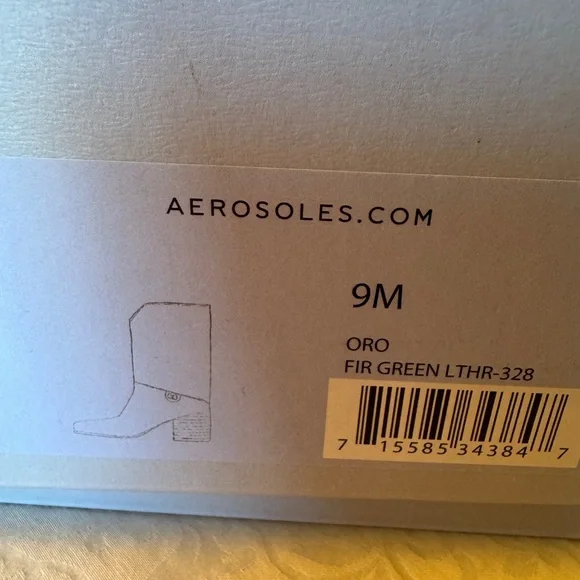 AEROSOLES.COM
9M
ORO
FIR GREEN LTHR-328
7 15585 34384 7